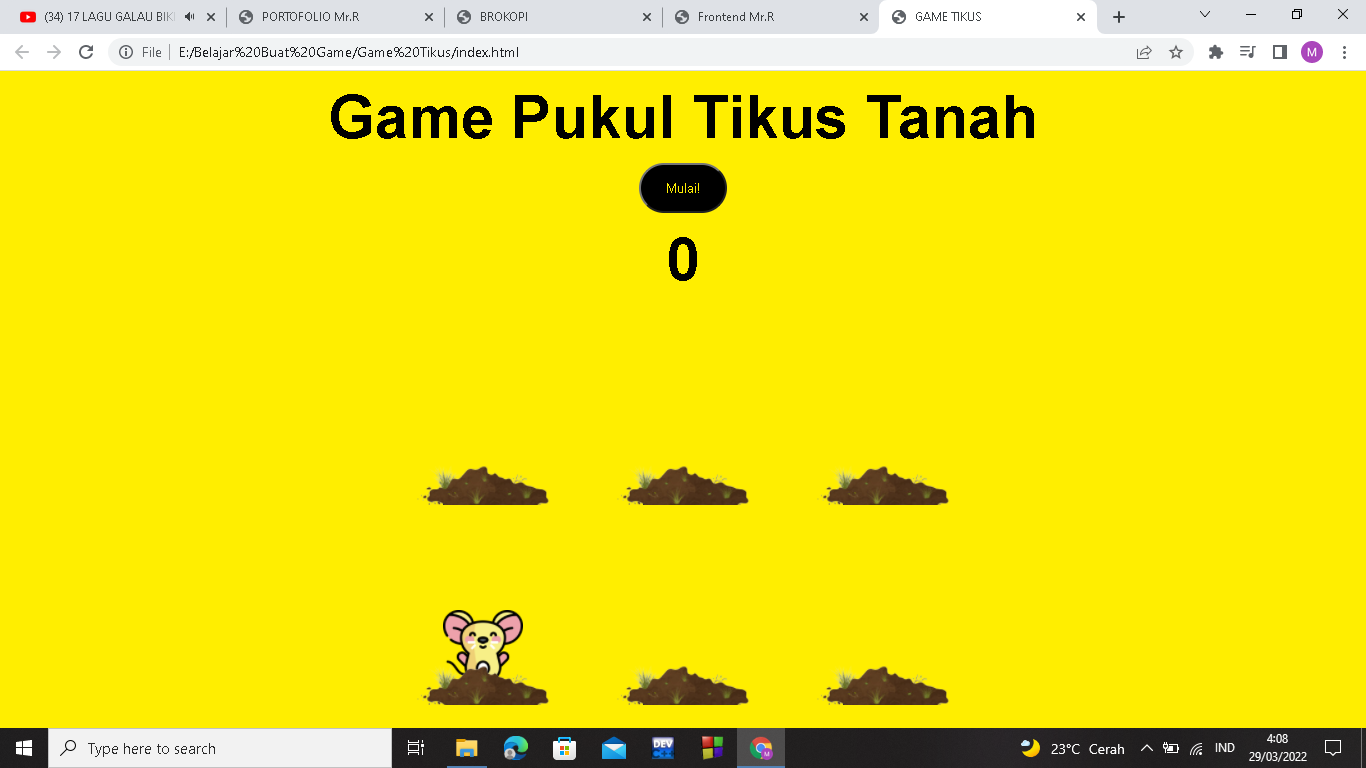 (34) 17 LAGU GALAU BIK
PORTOFOLIO Mr.R
BROKOPI
Frontend Mr.R
GAME TIKUS
File
E:/Belajar%20Buat%20Game/Game%20Tikus/index.html
M
Game Pukul Tikus Tanah
Mulai!
0
Type here to search
DEV
23°C Cerah
IND
4:08
29/03/2022